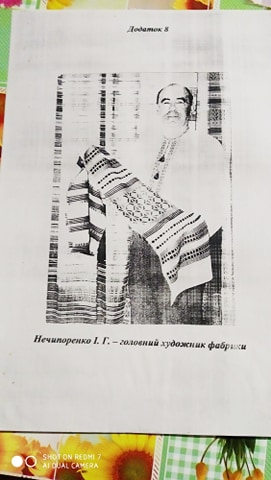 Додаток 8
Нечипоренко І. Г. – головний художник фабрики
SHOT ON REDMI 7
AI DUAL CAMERA